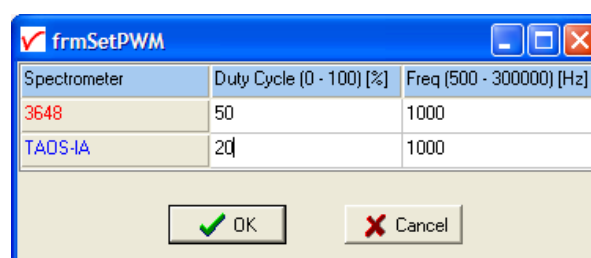 frmSetPWM
Spectrometer Duty Cycle (0 - 100) [%] Freq (500 - 300000) [Hz]
3648 50 1000
TAOS-IA 20 1000
OK Cancel